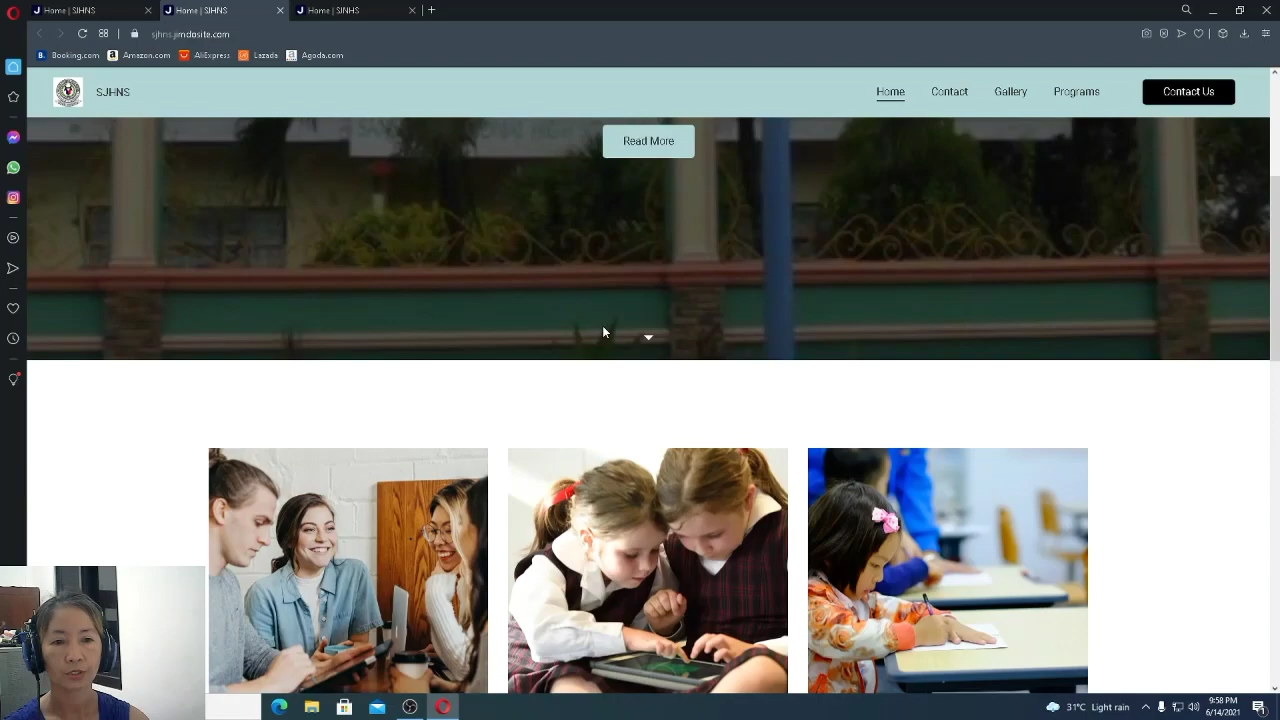 Home | SJHNS
Home | SJHNS
Home | SJHNS
sjhns.jimdosite.com
Booking.com
Amazon.com
AliExpress
Lazada
Agoda.com
SJHNS
Home
Contact
Gallery
Programs
Contact Us
Read More
31°C Light rain
9:58 PM
6/14/2021